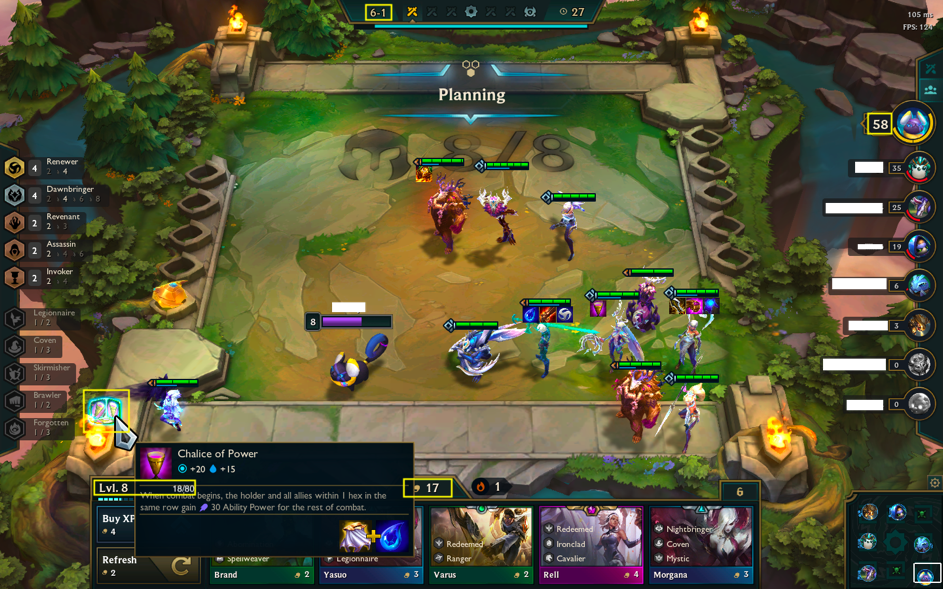 6-1
27
105 ms
FPS: 124
Planning
8/8
58
35
25
19
6
3
0
0
4
Renewer
2 › 4
4
Dawnbringer
2 › 4 › 6 › 8
2
Revenant
2 › 3
2
Assassin
2 › 4 › 6
2
Invoker
2 › 4
Legionnaire
1 / 2
Coven
1 / 3
Skirmisher
1 / 3
Brawler
1 / 2
Forgotten
1 / 3
8
Chalice of Power
+20 +15
When combat begins, the holder and all allies within 1 hex in the
same row gain 30 Ability Power for the rest of combat.
Lvl. 8 18/80
17
1
6
Buy XP
4
Refresh
2
Spellweaver
Brand 2
Legionnaire
Yasuo 3
Redeemed
Ranger
Varus 2
Redeemed
Ironclad
Cavalier
Rell 4
Nightbringer
Coven
Mystic
Morgana 3